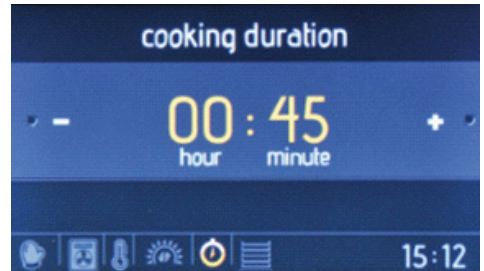 cooking duration
- 00 : 45 +
hour minute
15:12